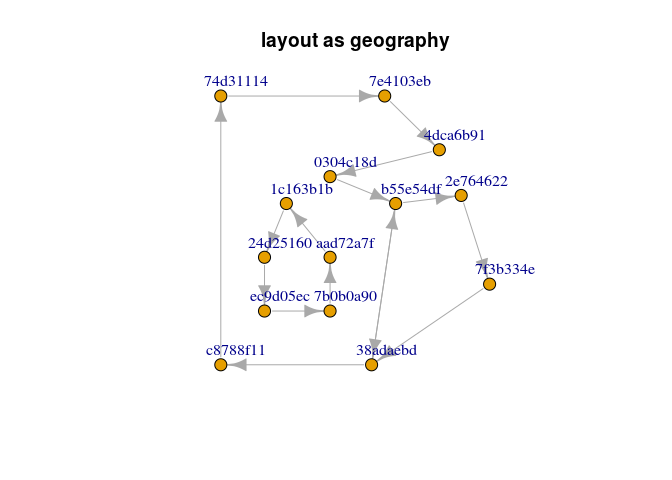 layout as geography
74d31114 7e4103eb
4dca6b91
0304c18d
1c163b1b b55e54df 2e764622
24d25160 aad72a7f
7f3b334e
ec9d05ec 7b0b0a90
c8788f11 38adaebd